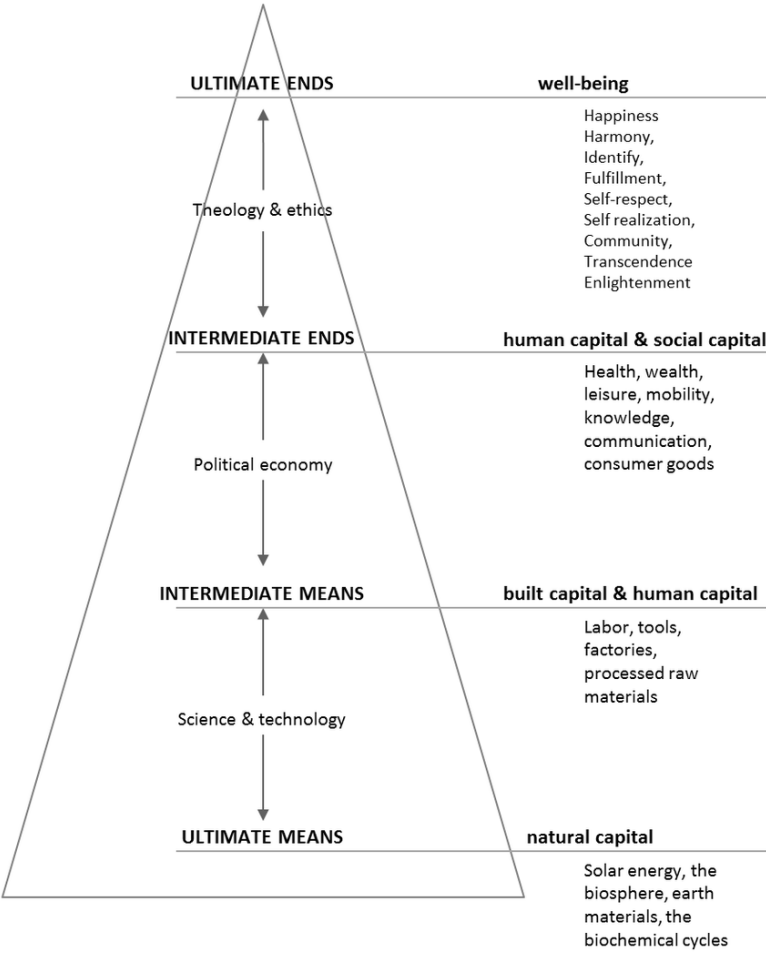 ULTIMATE ENDS
well-being
Happiness
Harmony,
Identify,
Fulfillment,
Self-respect,
Self realization,
Community,
Transcendence
Enlightenment
Theology & ethics
INTERMEDIATE ENDS
human capital & social capital
Health, wealth,
leisure, mobility,
knowledge,
communication,
consumer goods
Political economy
INTERMEDIATE MEANS
built capital & human capital
Labor, tools,
factories,
processed raw
materials
Science & technology
ULTIMATE MEANS
natural capital
Solar energy, the
biosphere, earth
materials, the
biochemical cycles